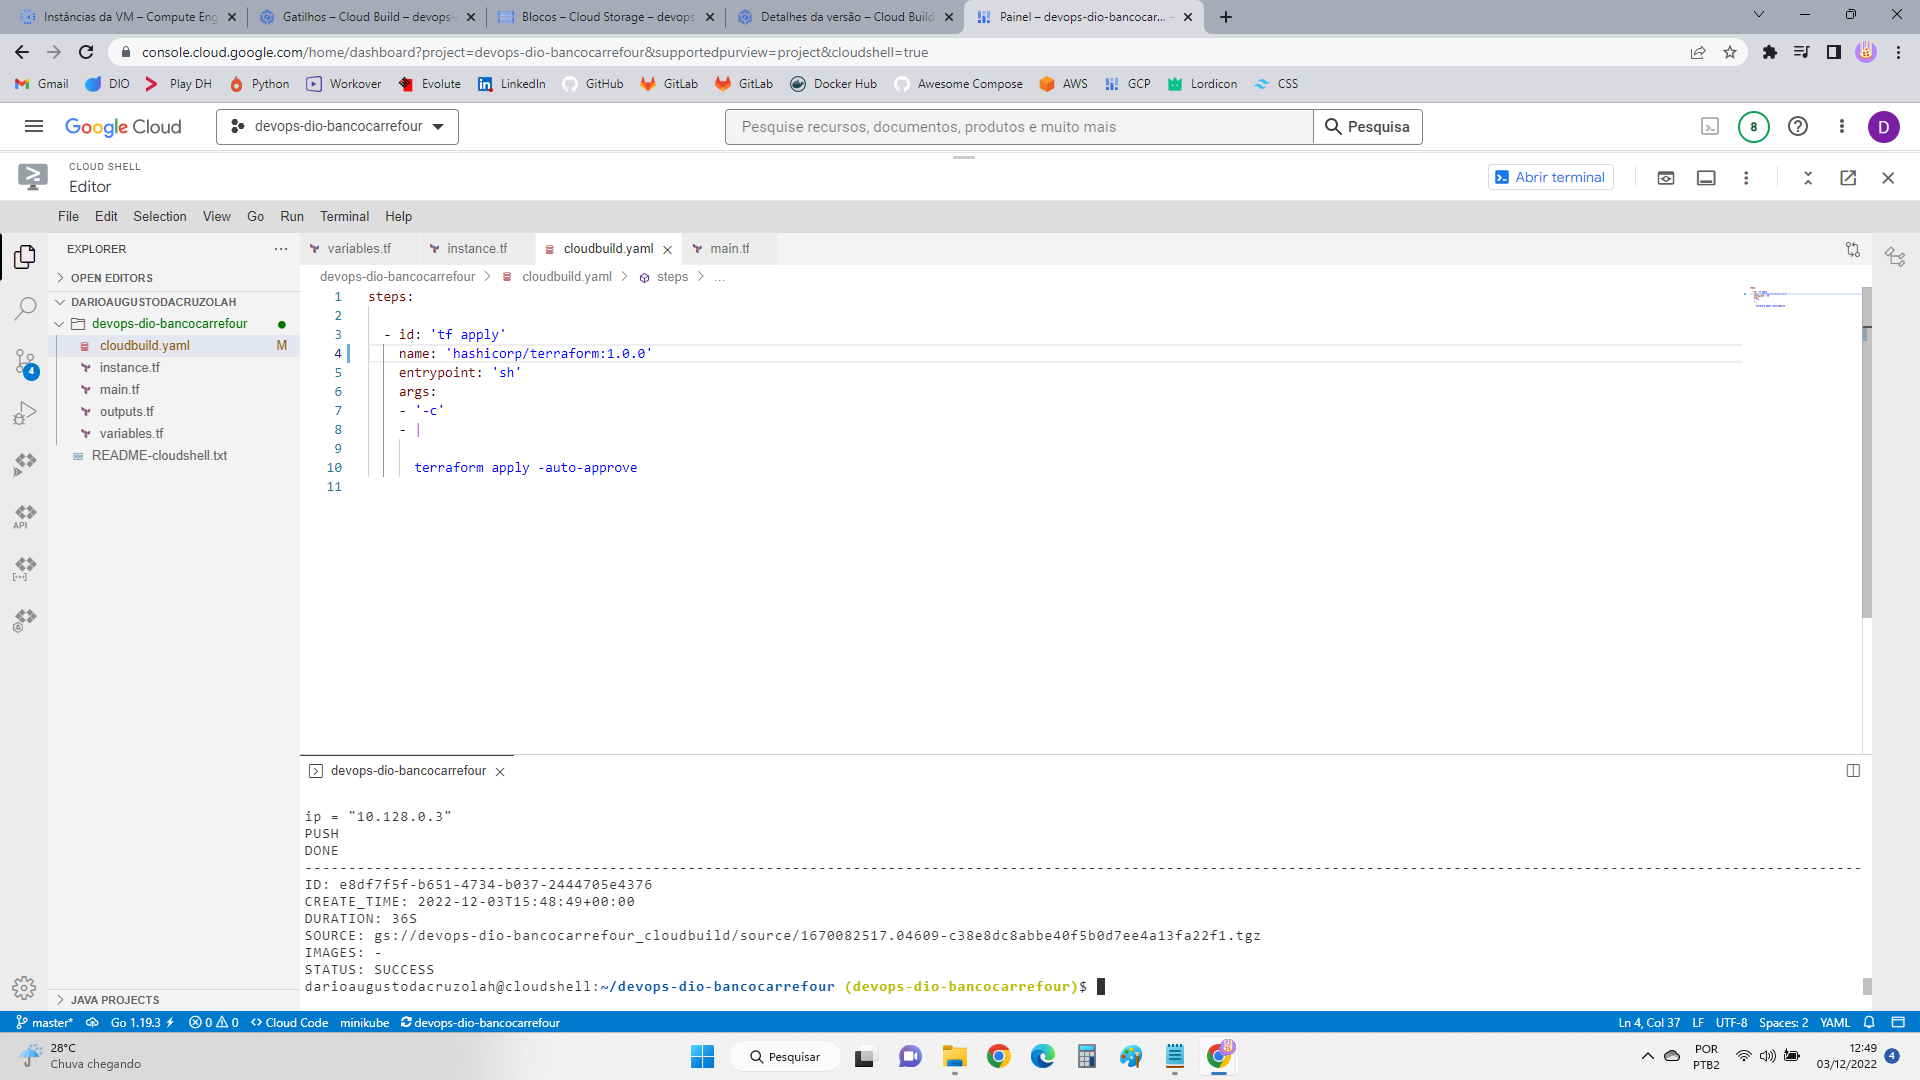 Instâncias da VM – Compute Eng
Gatilhos – Cloud Build – devops-
Blocos – Cloud Storage – devops
Detalhes da versão – Cloud Build
Painel – devops-dio-bancocar... –
console.cloud.google.com/home/dashboard?project=devops-dio-bancocarrefour&supportedpurview=project&cloudshell=true
Gmail
DIO
Play DH
Python
Workover
Evolute
LinkedIn
GitHub
GitLab
GitLab
Docker Hub
Awesome Compose
AWS
GCP
Lordicon
CSS
Google Cloud
devops-dio-bancocarrefour
Pesquise recursos, documentos, produtos e muito mais
Pesquisa
8
D
CLOUD SHELL
Editor
Abrir terminal
File Edit Selection View Go Run Terminal Help
EXPLORER
variables.tf
instance.tf
cloudbuild.yaml
main.tf
OPEN EDITORS
DARIOAUGUSTODACRUZOLAH
devops-dio-bancocarrefour
cloudbuild.yaml M
instance.tf
main.tf
outputs.tf
variables.tf
README-cloudshell.txt
4
API
JAVA PROJECTS
devops-dio-bancocarrefour > cloudbuild.yaml > steps > ...
1 steps:
2
3 - id: 'tf apply'
4 name: 'hashicorp/terraform:1.0.0'
5 entrypoint: 'sh'
6 args:
7 - '-c'
8 - |
9
10 terraform apply -auto-approve
11
devops-dio-bancocarrefour
ip = "10.128.0.3"
PUSH
DONE
ID: e8df7f5f-b651-4734-b037-2444705e4376
CREATE_TIME: 2022-12-03T15:48:49+00:00
DURATION: 36S
SOURCE: gs://devops-dio-bancocarrefour_cloudbuild/source/1670082517.04609-c38e8dc8abbe40f5b0d7ee4a13fa22f1.tgz
IMAGES: -
STATUS: SUCCESS
darioaugustodacruzolah@cloudshell:~/devops-dio-bancocarrefour (devops-dio-bancocarrefour)$
master*
Go 1.19.3
0 0
Cloud Code
minikube
devops-dio-bancocarrefour
Ln 4, Col 37
LF
UTF-8
Spaces: 2
YAML
28°C
Chuva chegando
Pesquisar
POR
PTB2
12:49
03/12/2022
4